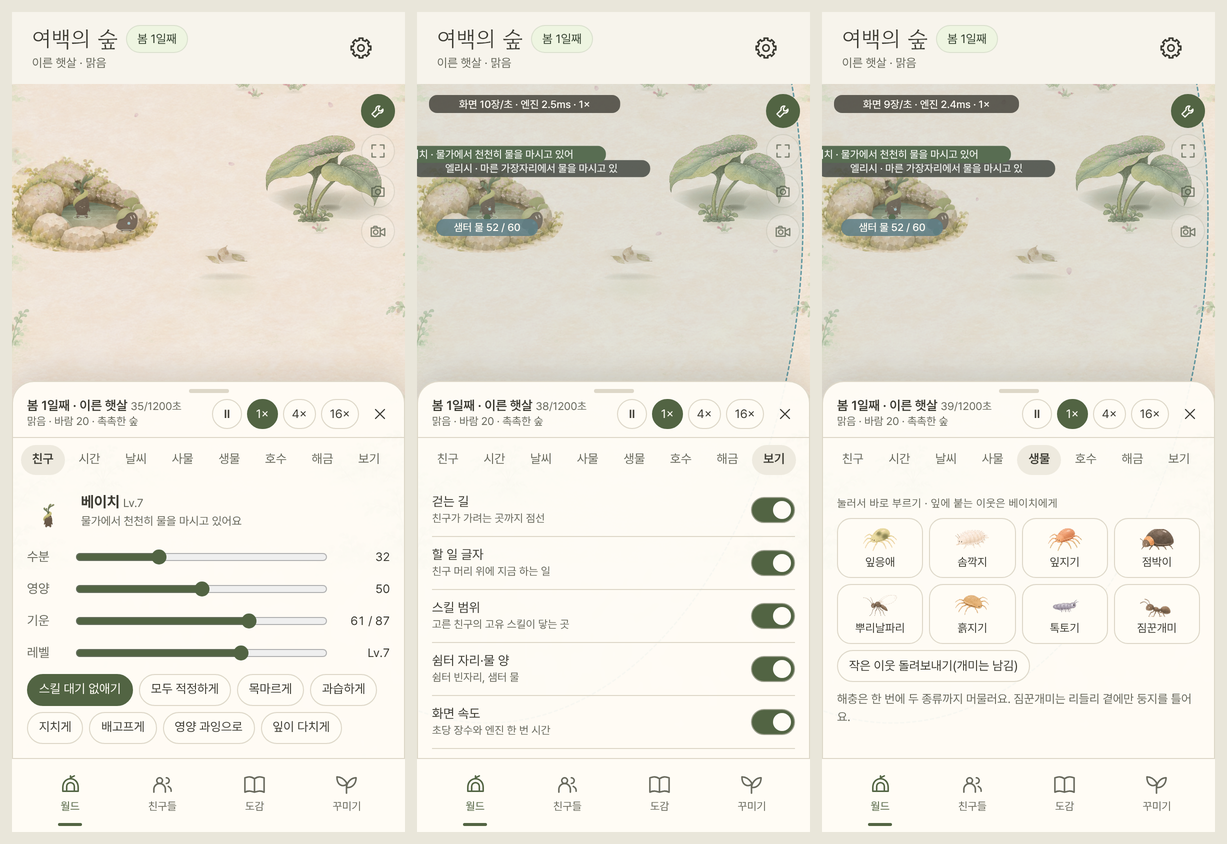 여백의 숲 봄 1일째
이른 햇살 · 맑음
봄 1일째 · 이른 햇살 35/1200초
맑음 · 바람 20 · 촉촉한 숲
1× 4× 16×
친구 시간 날씨 사물 생물 호수 해금 보기
베이치 Lv.7
물가에서 천천히 물을 마시고 있어요
수분 32
영양 50
기운 61 / 87
레벨 Lv.7
스킬 대기 없애기 모두 적정하게 목마르게 과습하게
지치게 배고프게 영양 과잉으로 잎이 다치게
월드 친구들 도감 꾸미기
여백의 숲 봄 1일째
이른 햇살 · 맑음
화면 10장/초 · 엔진 2.5ms · 1×
치 · 물가에서 천천히 물을 마시고 있어
엘리시 · 마른 가장자리에서 물을 마시고 있
샘터 물 52 / 60
봄 1일째 · 이른 햇살 38/1200초
맑음 · 바람 20 · 촉촉한 숲
1× 4× 16×
친구 시간 날씨 사물 생물 호수 해금 보기
걷는 길
친구가 가려는 곳까지 점선
할 일 글자
친구 머리 위에 지금 하는 일
스킬 범위
고른 친구의 고유 스킬이 닿는 곳
쉼터 자리·물 양
쉼터 빈자리, 샘터 물
화면 속도
초당 장수와 엔진 한 번 시간
월드 친구들 도감 꾸미기
여백의 숲 봄 1일째
이른 햇살 · 맑음
화면 9장/초 · 엔진 2.4ms · 1×
치 · 물가에서 천천히 물을 마시고 있어
엘리시 · 마른 가장자리에서 물을 마시고 있
샘터 물 52 / 60
봄 1일째 · 이른 햇살 39/1200초
맑음 · 바람 20 · 촉촉한 숲
1× 4× 16×
친구 시간 날씨 사물 생물 호수 해금 보기
눌러서 바로 부르기 · 잎에 붙는 이웃은 베이치에게
잎응애 솜깍지 잎지기 점박이
뿌리날파리 흙지기 톡토기 짐꾼개미
작은 이웃 돌려보내기(개미는 남김)
해충은 한 번에 두 종류까지 머물러요. 짐꾼개미는 리들리 곁에만 둥지를 틀어
요.
월드 친구들 도감 꾸미기